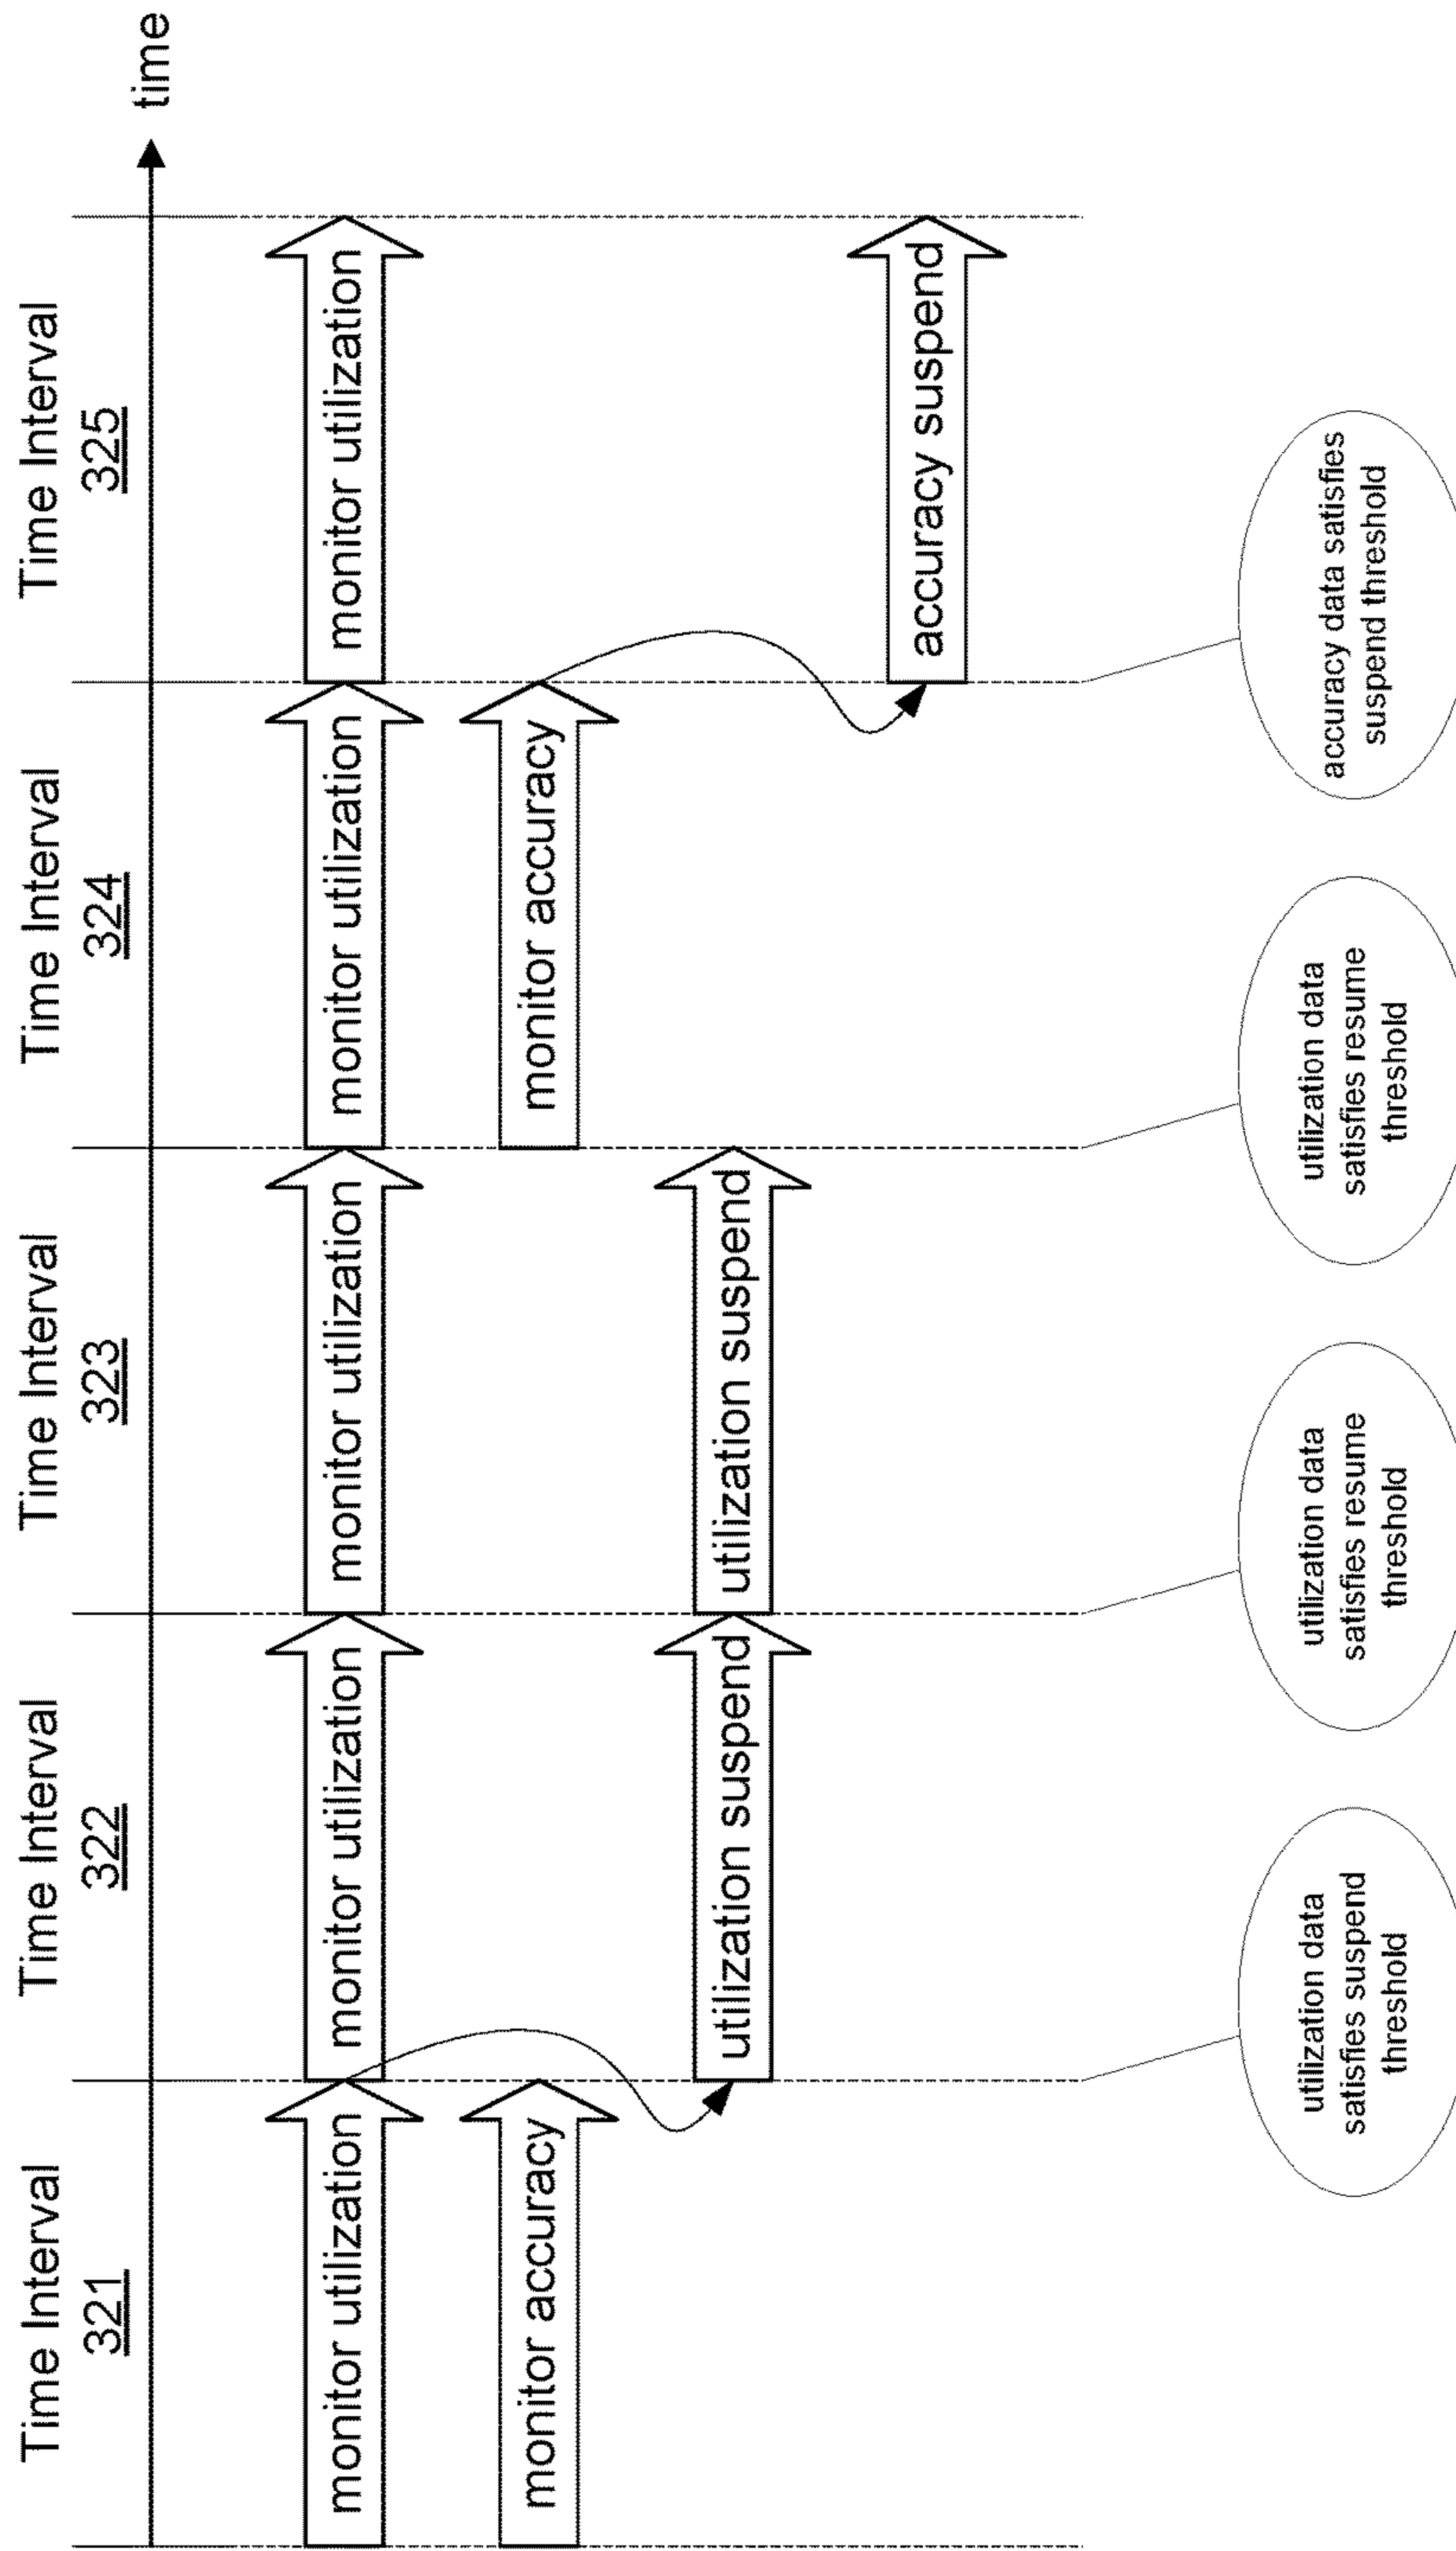 Time Interval
321
Time Interval
322
Time Interval
323
Time Interval
324
Time Interval
325
time
monitor utilization
monitor utilization
monitor utilization
monitor utilization
monitor utilization
monitor accuracy
monitor accuracy
utilization suspend
utilization suspend
accuracy suspend
utilization data
satisfies suspend
threshold
utilization data
satisfies resume
threshold
utilization data
satisfies resume
threshold
accuracy data satisfies
suspend threshold